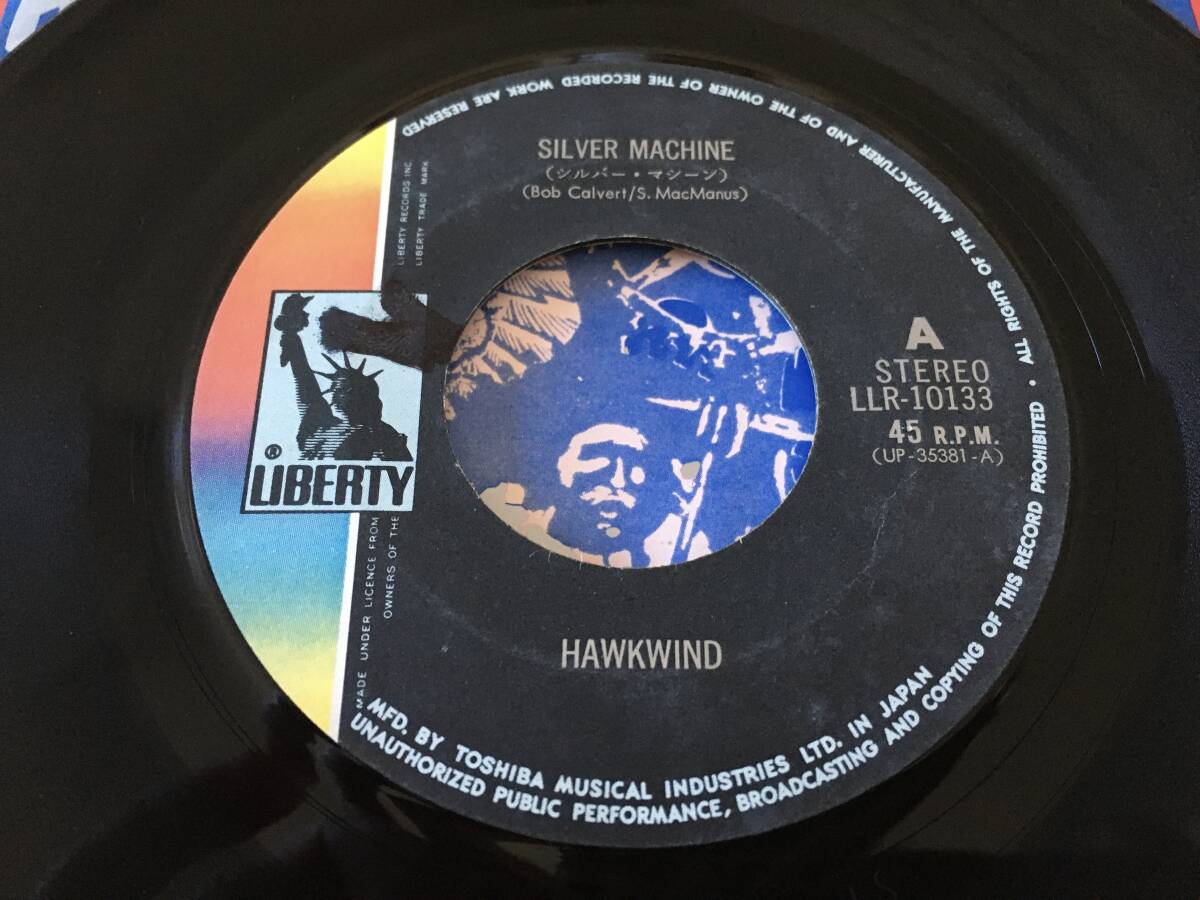 SILVER MACHINE
(シルバー・マシーン)
(Bob Calvert/S. MacManus)
A
STEREO
LLR-10133
45 R.P.M.
(UP-35381-A)
®
LIBERTY
LIBERTY RECORDS INC
LIBERTY TRADE MARK
MADE UNDER LICENCE FROM
OWNERS OF THE
HAWKWIND
MFD. BY TOSHIBA MUSICAL INDUSTRIES LTD. IN JAPAN
UNAUTHORIZED PUBLIC PERFORMANCE, BROADCASTING AND COPYING OF THIS RECORD PROHIBITED • ALL RIGHTS OF THE MANUFACTURER AND OF THE OWNER OF THE RECORDED WORK ARE RESERVED